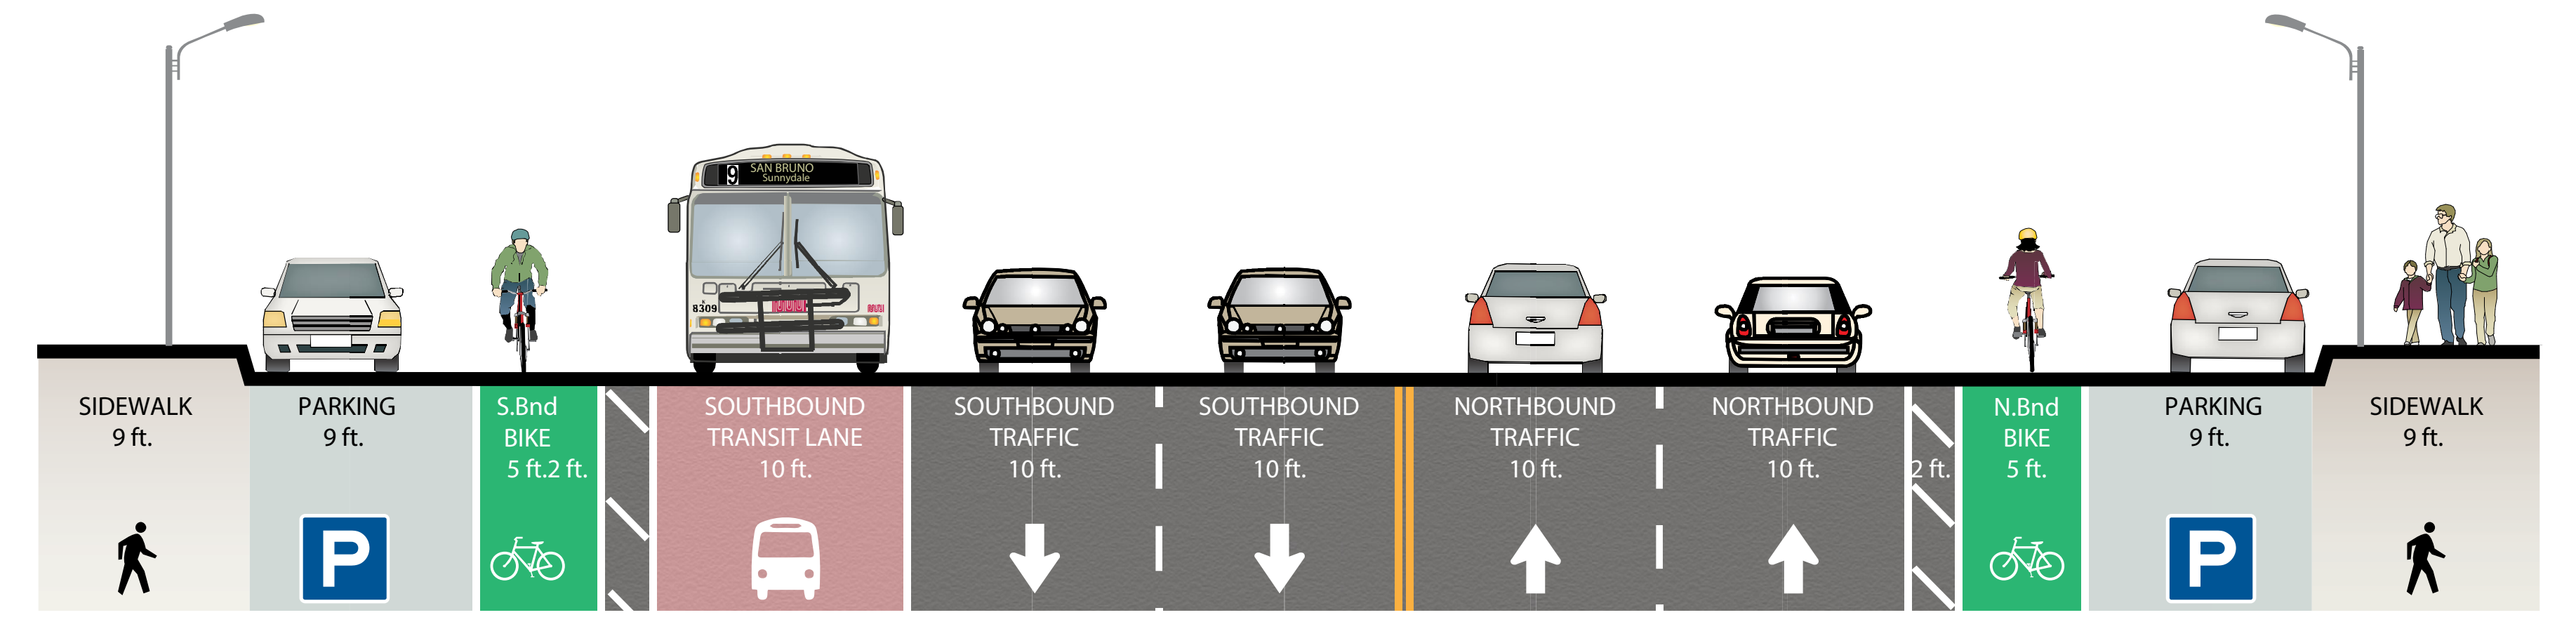 9 SAN BRUNO
Sunnydale
8309
SIDEWALK
9 ft.
PARKING
9 ft.
S.Bnd
BIKE
5 ft.2 ft.
SOUTHBOUND
TRANSIT LANE
10 ft.
SOUTHBOUND
TRAFFIC
10 ft.
SOUTHBOUND
TRAFFIC
10 ft.
NORTHBOUND
TRAFFIC
10 ft.
NORTHBOUND
TRAFFIC
10 ft.
2 ft.
N.Bnd
BIKE
5 ft.
PARKING
9 ft.
SIDEWALK
9 ft.
P
P